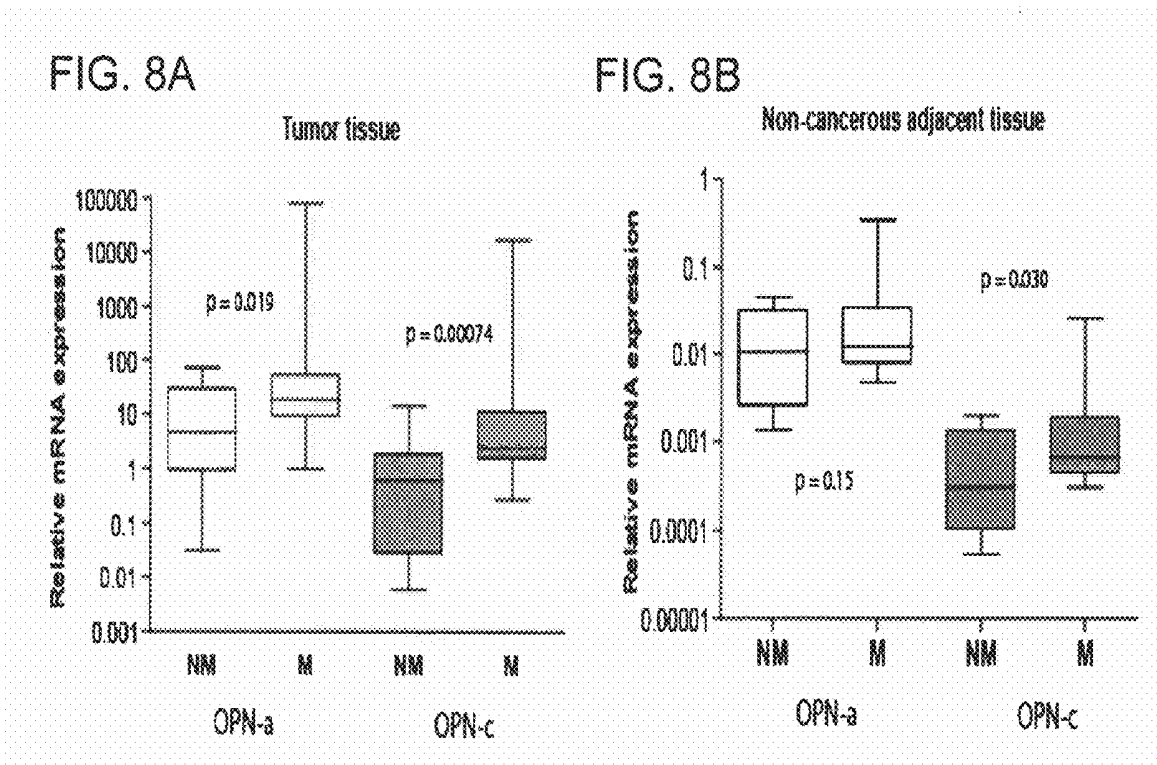 FIG. 8A
Tumor tissue
Relative mRNA expression
100000
10000
1000
100
10
1
0.1
0.01
0.001
p = 0.019
p = 0.00074
NM
M
NM
M
OPN-a
OPN-c
FIG. 8B
Non-cancerous adjacent tissue
Relative mRNA expression
1
0.1
0.01
0.001
0.0001
0.00001
p = 0.15
p = 0.030
NM
M
NM
M
OPN-a
OPN-c